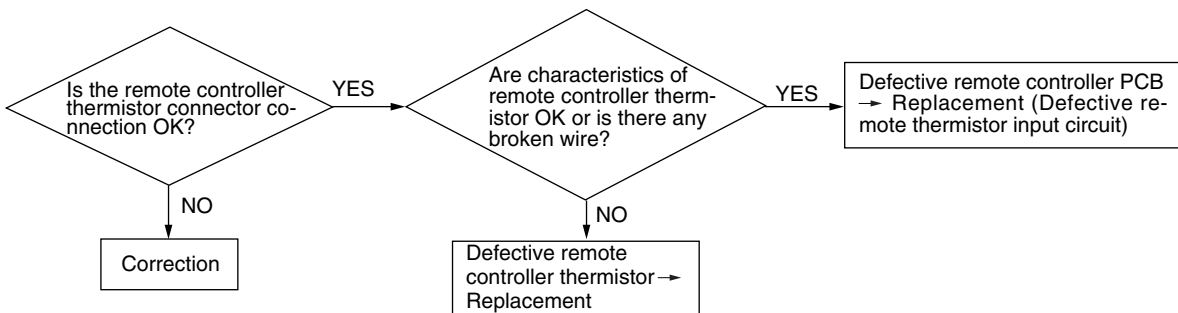 Is the remote controller
thermistor connector co-
nnection OK?
YES
NO
Correction
Are characteristics of
remote controller therm-
istor OK or is there any
broken wire?
YES
NO
Defective remote
controller thermistor →
Replacement
Defective remote controller PCB
→ Replacement (Defective re-
mote thermistor input circuit)